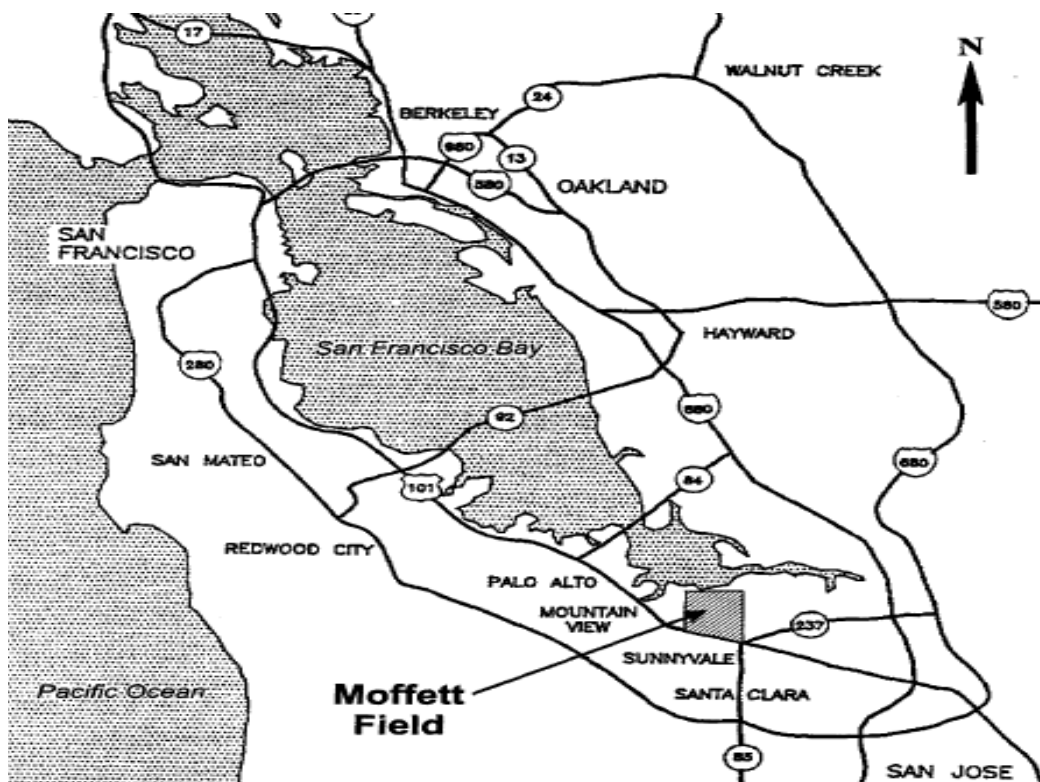 17
N
WALNUT CREEK
24
BERKELEY
980
13
580
OAKLAND
SAN
FRANCISCO
580
HAYWARD
San Francisco Bay
280
92
880
SAN MATEO
101
84
680
REDWOOD CITY
PALO ALTO
MOUNTAIN
VIEW
237
SUNNYVALE
Pacific Ocean
Moffett
Field
SANTA CLARA
85
SAN JOSE